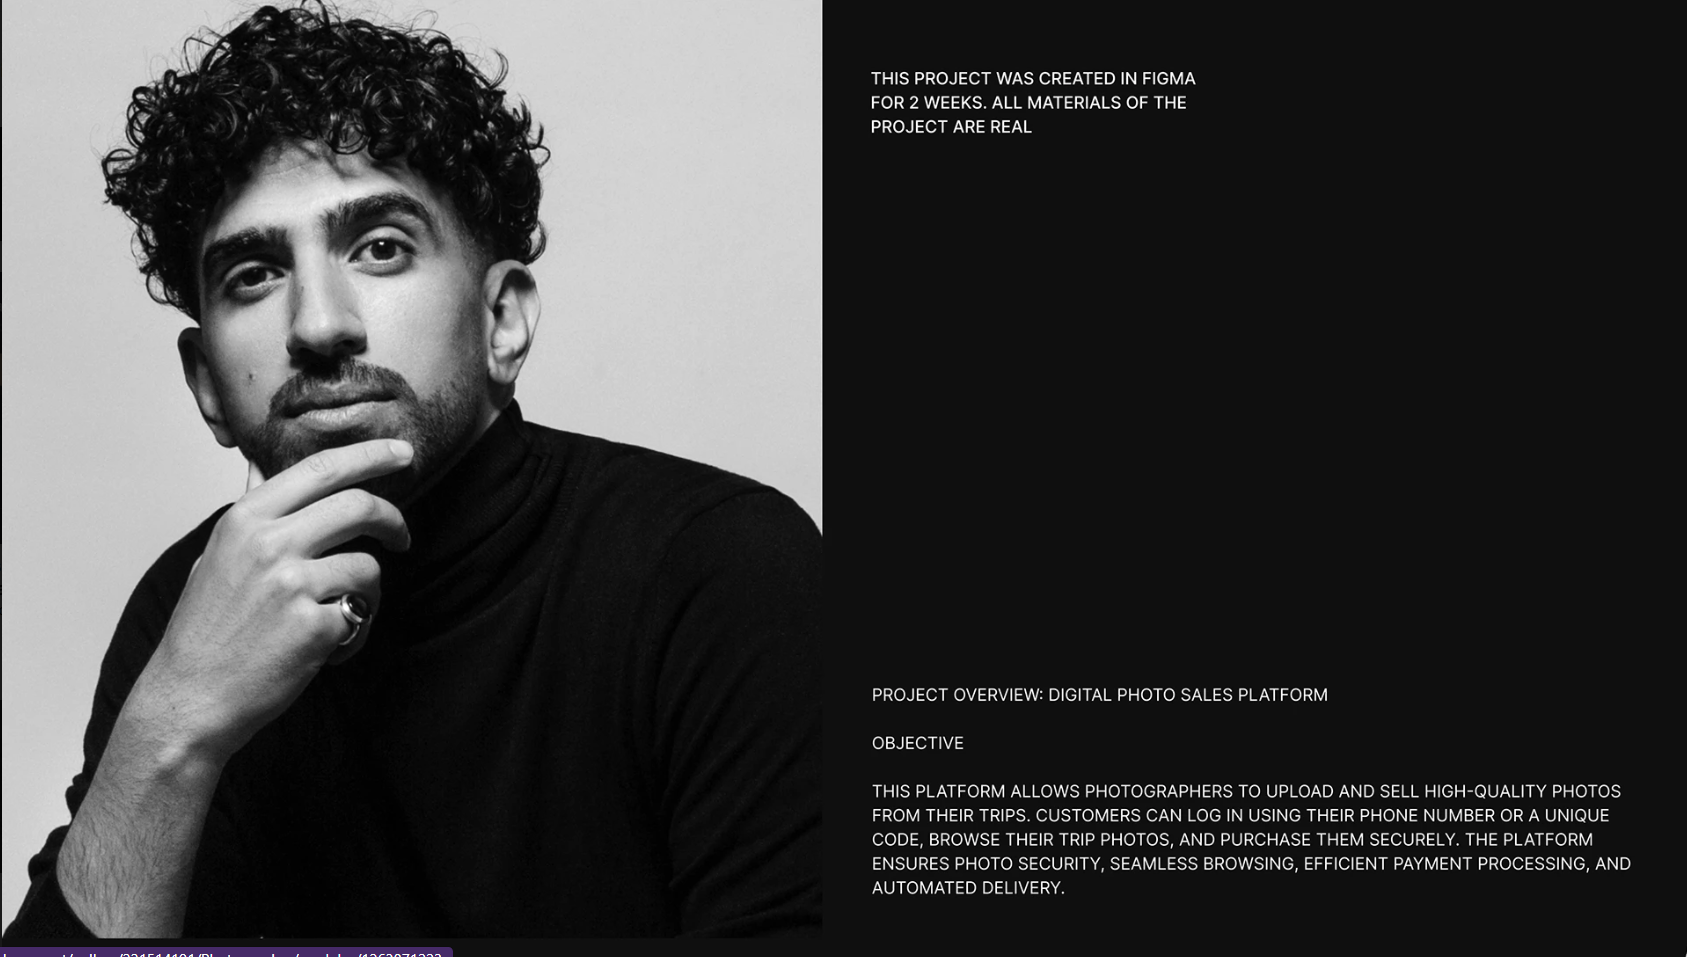 THIS PROJECT WAS CREATED IN FIGMA
FOR 2 WEEKS. ALL MATERIALS OF THE
PROJECT ARE REAL
PROJECT OVERVIEW: DIGITAL PHOTO SALES PLATFORM
OBJECTIVE
THIS PLATFORM ALLOWS PHOTOGRAPHERS TO UPLOAD AND SELL HIGH-QUALITY PHOTOS
FROM THEIR TRIPS. CUSTOMERS CAN LOG IN USING THEIR PHONE NUMBER OR A UNIQUE
CODE, BROWSE THEIR TRIP PHOTOS, AND PURCHASE THEM SECURELY. THE PLATFORM
ENSURES PHOTO SECURITY, SEAMLESS BROWSING, EFFICIENT PAYMENT PROCESSING, AND
AUTOMATED DELIVERY.